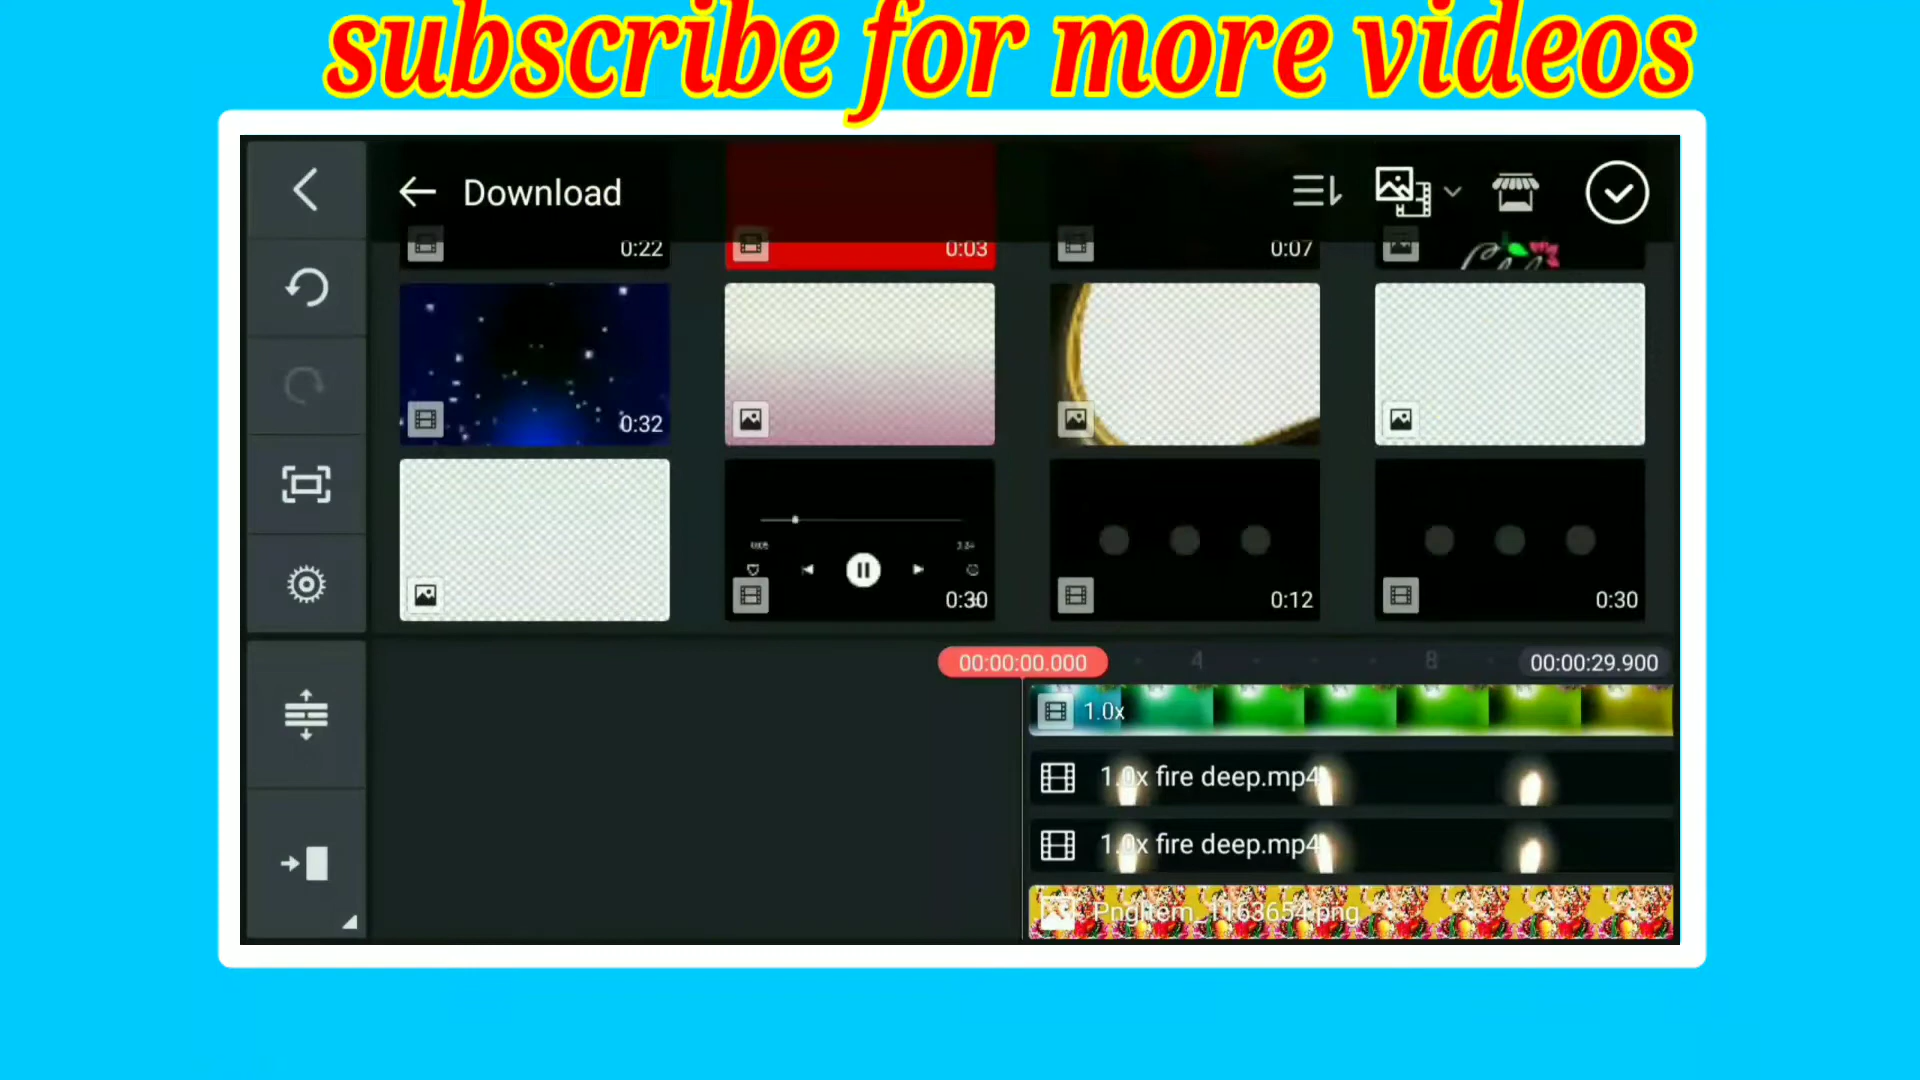 subscribe for more videos
Download
0:22
0:03
0:07
0:32
0:30
0:12
0:30
00:00:00.000
4
8
00:00:29.900
1.0x
1.0x fire deep.mp4
1.0x fire deep.mp4
PngItem_1163654.png